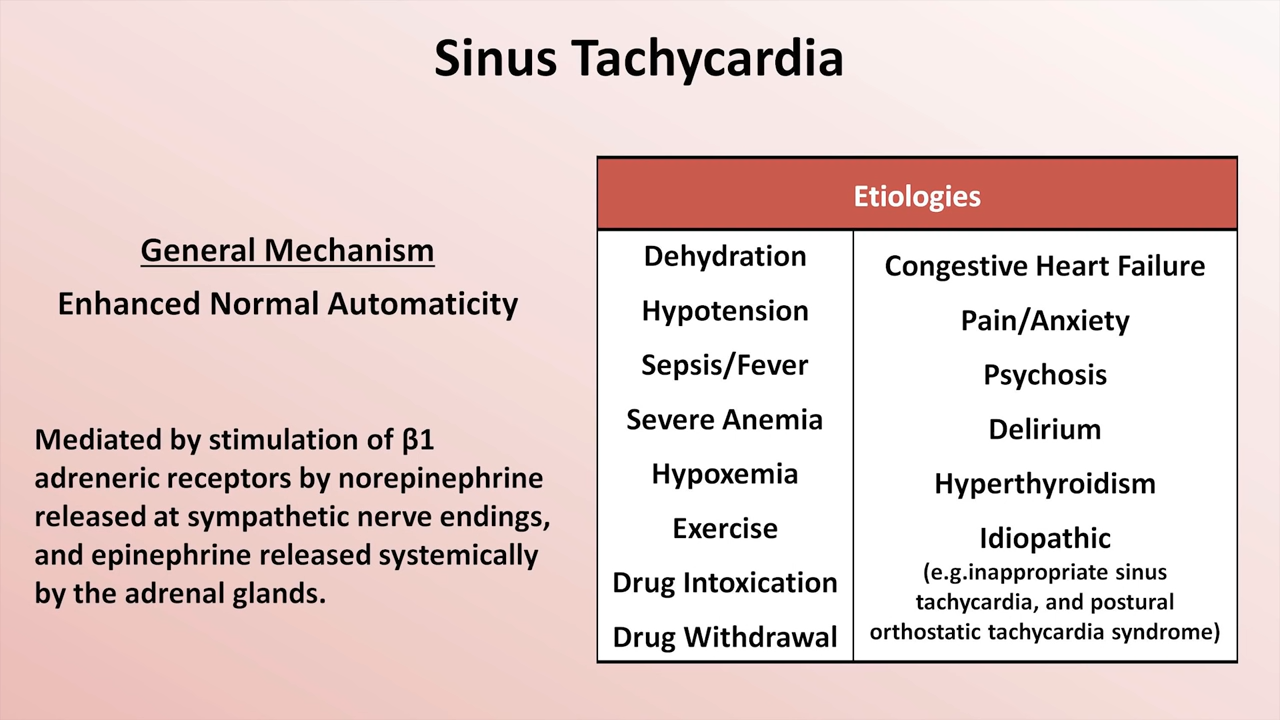 Sinus Tachycardia
General Mechanism
Enhanced Normal Automaticity
Mediated by stimulation of β1
adreneric receptors by norepinephrine
released at sympathetic nerve endings,
and epinephrine released systemically
by the adrenal glands.
Etiologies
Dehydration
Hypotension
Sepsis/Fever
Severe Anemia
Hypoxemia
Exercise
Drug Intoxication
Drug Withdrawal
Congestive Heart Failure
Pain/Anxiety
Psychosis
Delirium
Hyperthyroidism
Idiopathic
(e.g.inappropriate sinus
tachycardia, and postural
orthostatic tachycardia syndrome)